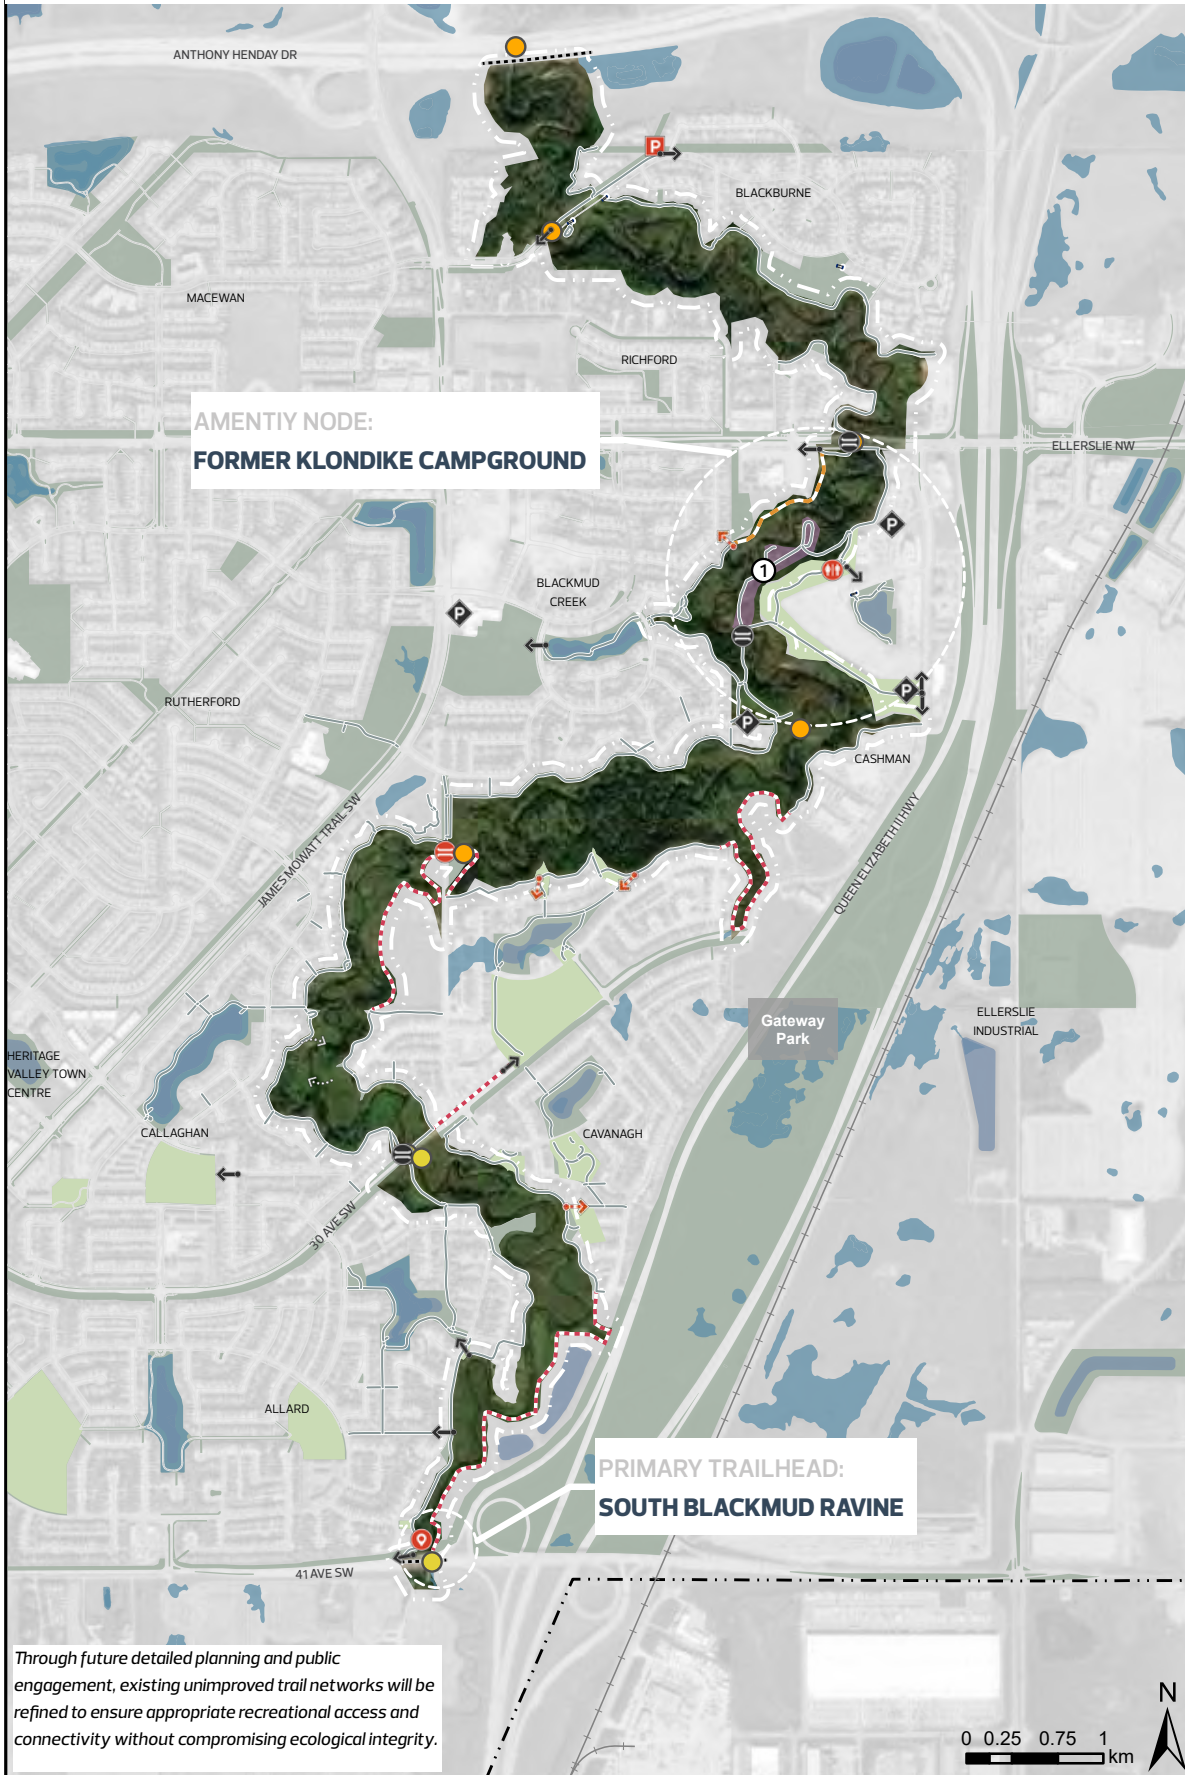 ANTHONY HENDAY DR
P
BLACKBURNE
MACEWAN
RICHFORD
AMENTIY NODE:
FORMER KLONDIKE CAMPGROUND
ELLERSLIE NW
P
1
BLACKMUD
CREEK
P
RUTHERFORD
P
P
CASHMAN
JAMES MOWATT TRAIL SW
QUEEN ELIZABETH II HWY
Gateway
Park
ELLERSLIE
INDUSTRIAL
HERITAGE
VALLEY TOWN
CENTRE
CALLAGHAN
CAVANAGH
30 AVE SW
ALLARD
PRIMARY TRAILHEAD:
SOUTH BLACKMUD RAVINE
41 AVE SW
Through future detailed planning and public
engagement, existing unimproved trail networks will be
refined to ensure appropriate recreational access and
connectivity without compromising ecological integrity.
N
0 0.25 0.75 1
km